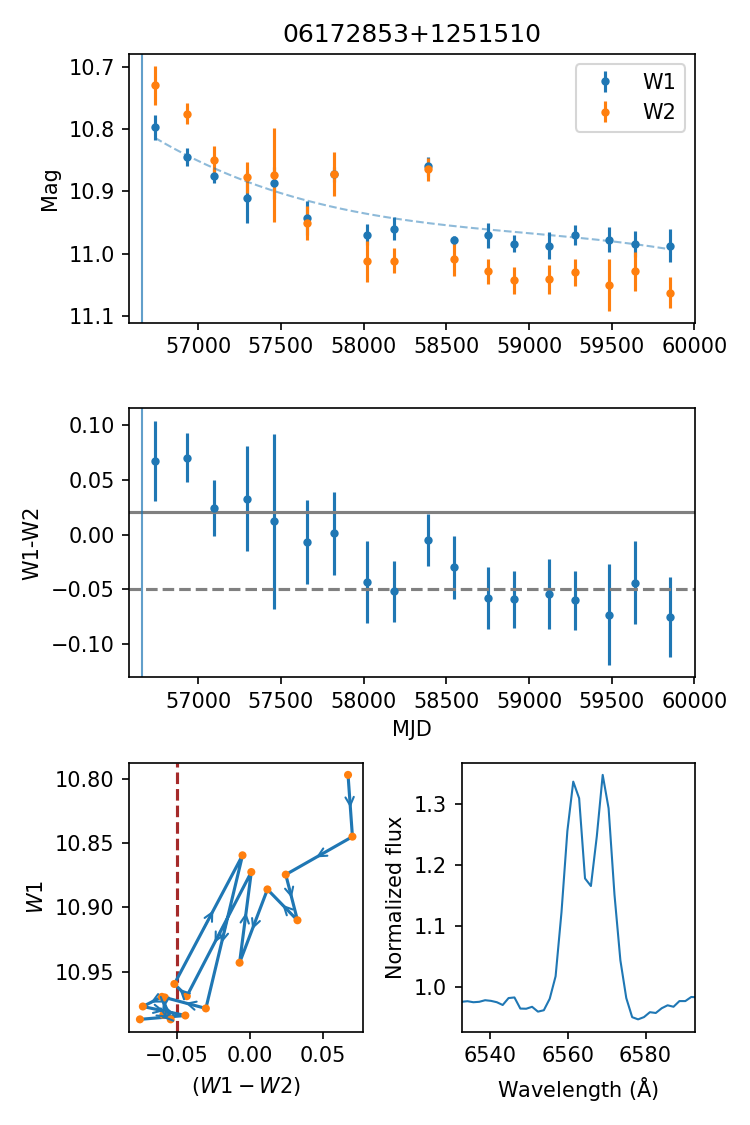 06172853+1251510
10.7
10.8
10.9
11.0
11.1
Mag
W1
W2
57000 57500 58000 58500 59000 59500 60000
0.10
0.05
0.00
−0.05
−0.10
W1-W2
57000 57500 58000 58500 59000 59500 60000
MJD
10.80
10.85
10.90
10.95
W1
−0.05 0.00 0.05
(W1 − W2)
1.3
1.2
1.1
1.0
Normalized flux
6540 6560 6580
Wavelength (Å)